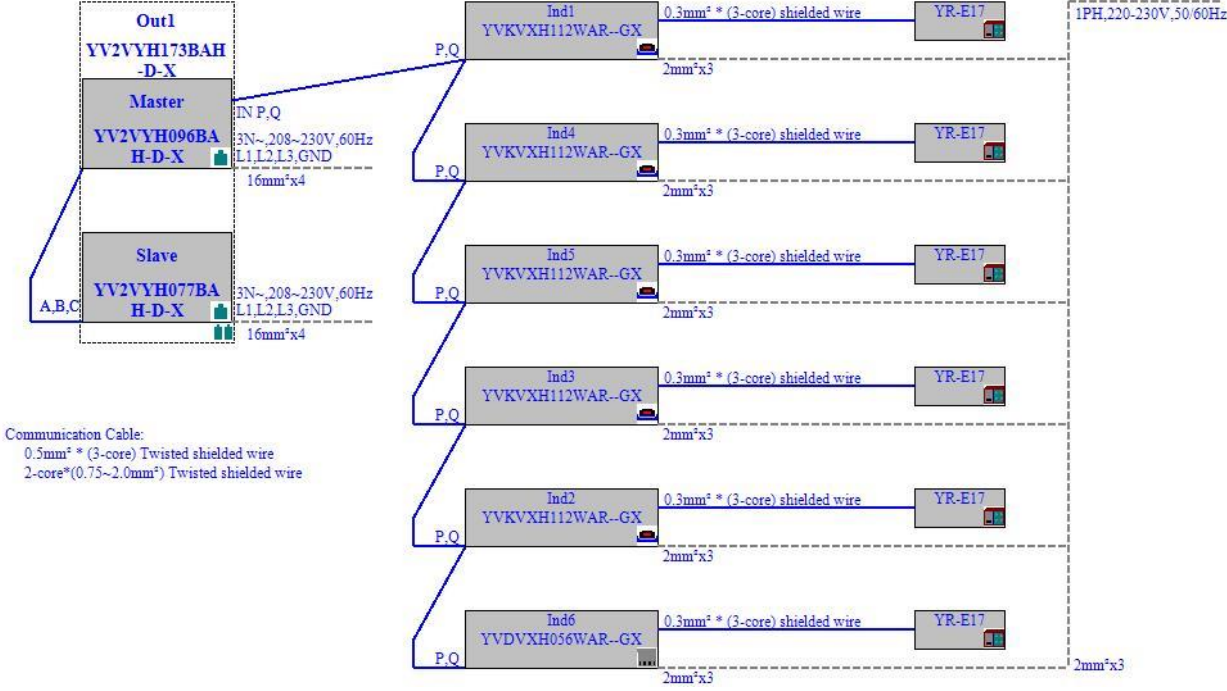 Out1
YV2VYH173BAH
-D-X
Master
YV2VYH096BA
H-D-X
IN P,Q
3N~,208~230V,60Hz
L1,L2,L3,GND
16mm²x4
Slave
YV2VYH077BA
H-D-X
A,B,C
3N~,208~230V,60Hz
L1,L2,L3,GND
16mm²x4
Communication Cable:
0.5mm² * (3-core) Twisted shielded wire
2-core*(0.75~2.0mm²) Twisted shielded wire
Ind1
YVKVXH112WAR--GX
P,Q
0.3mm² * (3-core) shielded wire
YR-E17
2mm²x3
Ind4
YVKVXH112WAR--GX
P,Q
0.3mm² * (3-core) shielded wire
YR-E17
2mm²x3
Ind5
YVKVXH112WAR--GX
P,Q
0.3mm² * (3-core) shielded wire
YR-E17
2mm²x3
Ind3
YVKVXH112WAR--GX
P,Q
0.3mm² * (3-core) shielded wire
YR-E17
2mm²x3
Ind2
YVKVXH112WAR--GX
P,Q
0.3mm² * (3-core) shielded wire
YR-E17
2mm²x3
Ind6
YVDVXH056WAR--GX
P,Q
0.3mm² * (3-core) shielded wire
YR-E17
2mm²x3
1PH,220-230V,50/60Hz
2mm²x3